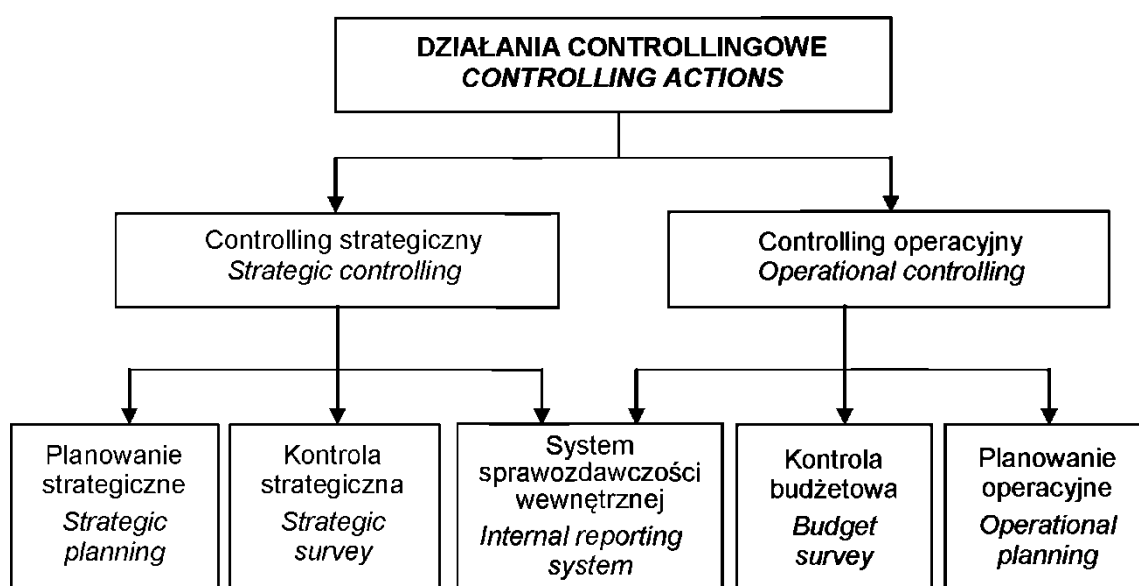 DZIAŁANIA CONTROLLINGOWE
CONTROLLING ACTIONS
Controlling strategiczny
Strategic controlling
Controlling operacyjny
Operational controlling
Planowanie
strategiczne
Strategic
planning
Kontrola
strategiczna
Strategic
survey
System
sprawozdawczości
wewnętrznej
Internal reporting
system
Kontrola
budżetowa
Budget
survey
Planowanie
operacyjne
Operational
planning